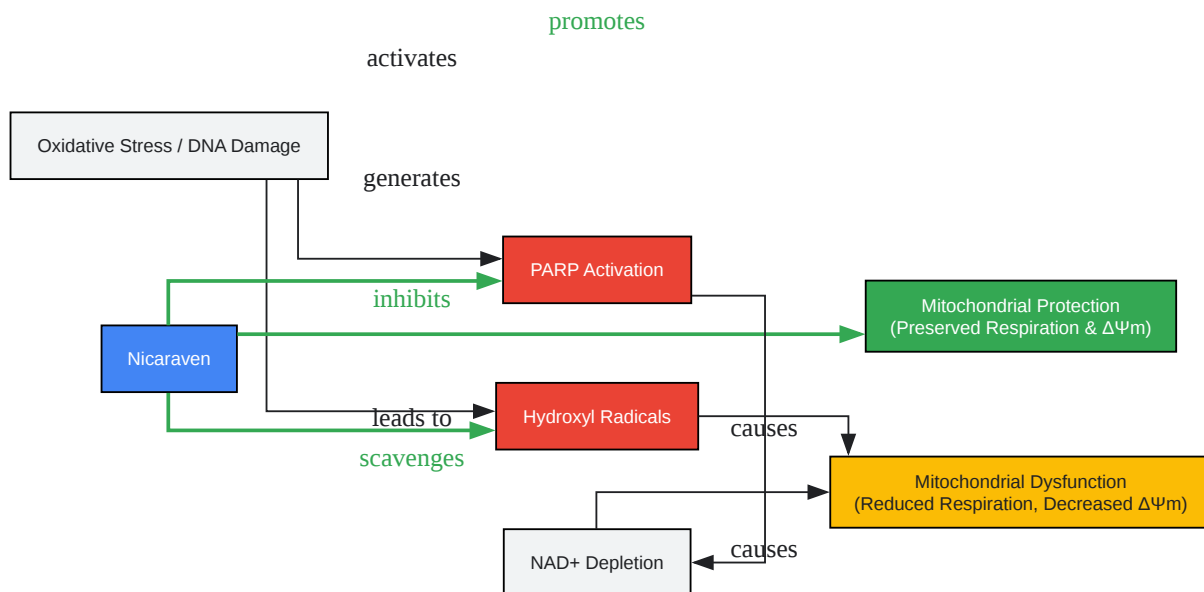 promotes
activates
Oxidative Stress / DNA Damage
generates
PARP Activation
inhibits
Mitochondrial Protection
(Preserved Respiration & ΔΨm)
Nicaraven
Hydroxyl Radicals
leads to
causes
scavenges
Mitochondrial Dysfunction
(Reduced Respiration, Decreased ΔΨm)
NAD+ Depletion
causes